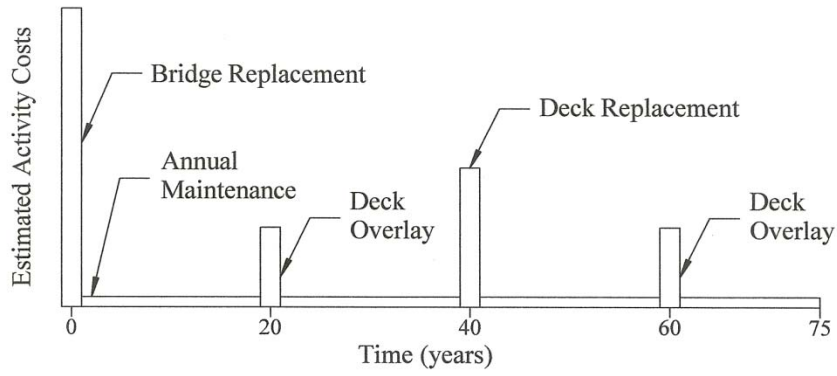 Estimated Activity Costs
Bridge Replacement
Annual
Maintenance
Deck
Overlay
Deck Replacement
Deck
Overlay
0
20
40
60
75
Time (years)